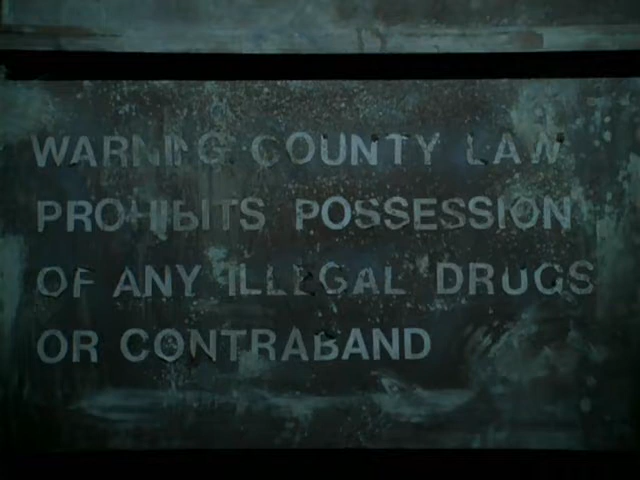 WARNING COUNTY LAW
PROHIBITS POSSESSION
OF ANY ILLEGAL DRUGS
OR CONTRABAND